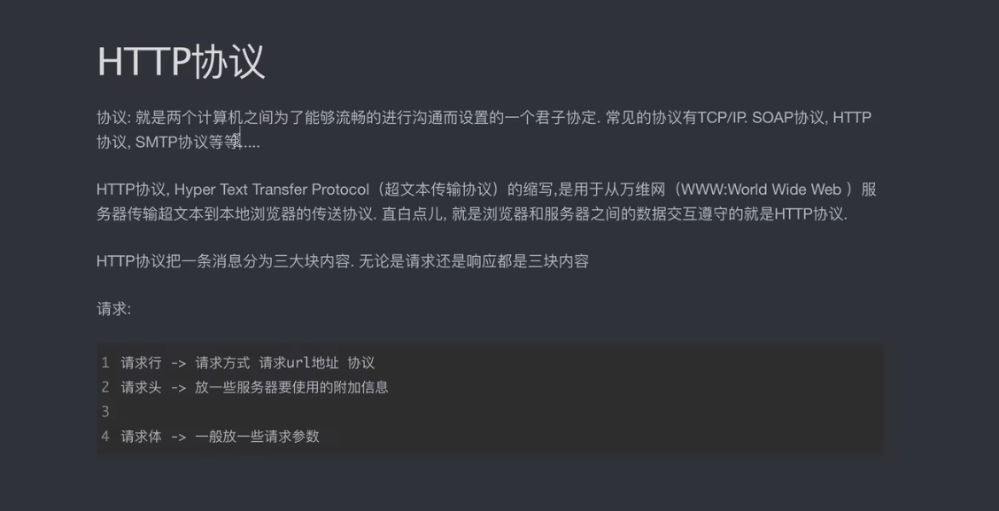 HTTP协议
协议: 就是两个计算机之间为了能够流畅的进行沟通而设置的一个君子协定. 常见的协议有TCP/IP. SOAP协议, HTTP
协议, SMTP协议等等.....
HTTP协议, Hyper Text Transfer Protocol（超文本传输协议）的缩写,是用于从万维网（WWW:World Wide Web ）服
务器传输超文本到本地浏览器的传送协议. 直白点儿, 就是浏览器和服务器之间的数据交互遵守的就是HTTP协议.
HTTP协议把一条消息分为三大块内容. 无论是请求还是响应都是三块内容
请求:
1 请求行 -> 请求方式 请求url地址 协议
2 请求头 -> 放一些服务器要使用的附加信息
3
4 请求体 -> 一般放一些请求参数